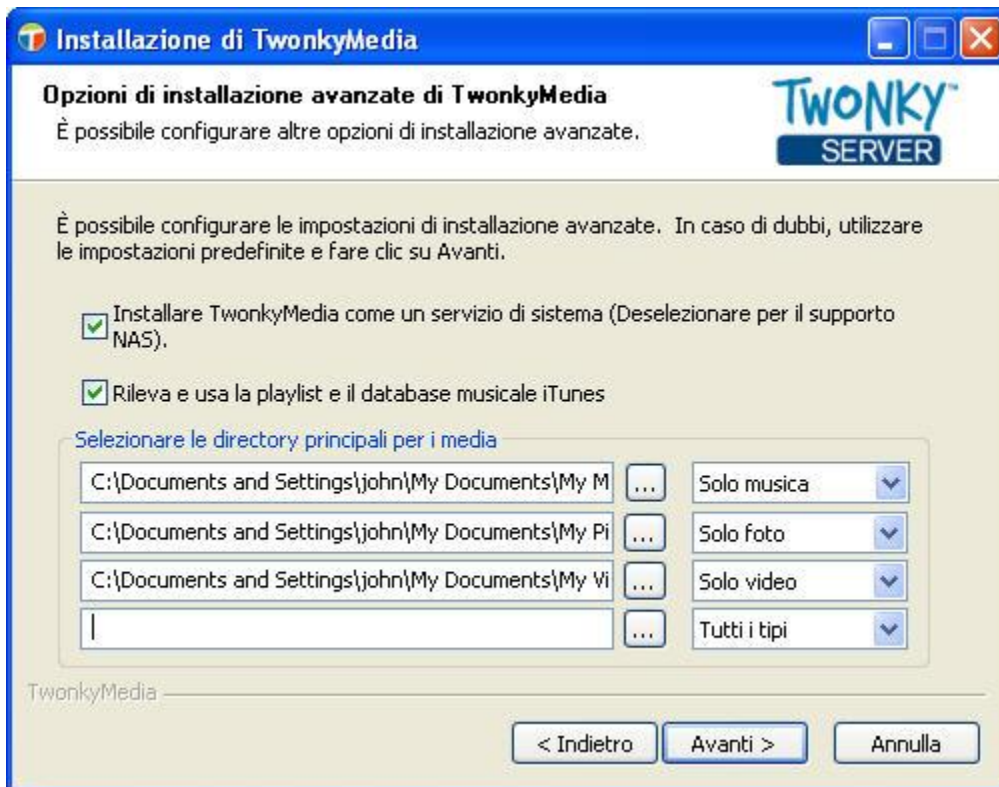 Installazione di TwonkyMedia
Opzioni di installazione avanzate di TwonkyMedia
È possibile configurare altre opzioni di installazione avanzate.
TWONKY™
SERVER
È possibile configurare le impostazioni di installazione avanzate. In caso di dubbi, utilizzare
le impostazioni predefinite e fare clic su Avanti.
Installare TwonkyMedia come un servizio di sistema (Deselezionare per il supporto
NAS).
Rileva e usa la playlist e il database musicale iTunes
Selezionare le directory principali per i media
C:\Documents and Settings\john\My Documents\My M ... Solo musica
C:\Documents and Settings\john\My Documents\My Pi ... Solo foto
C:\Documents and Settings\john\My Documents\My Vi ... Solo video
... Tutti i tipi
TwonkyMedia
< Indietro Avanti > Annulla